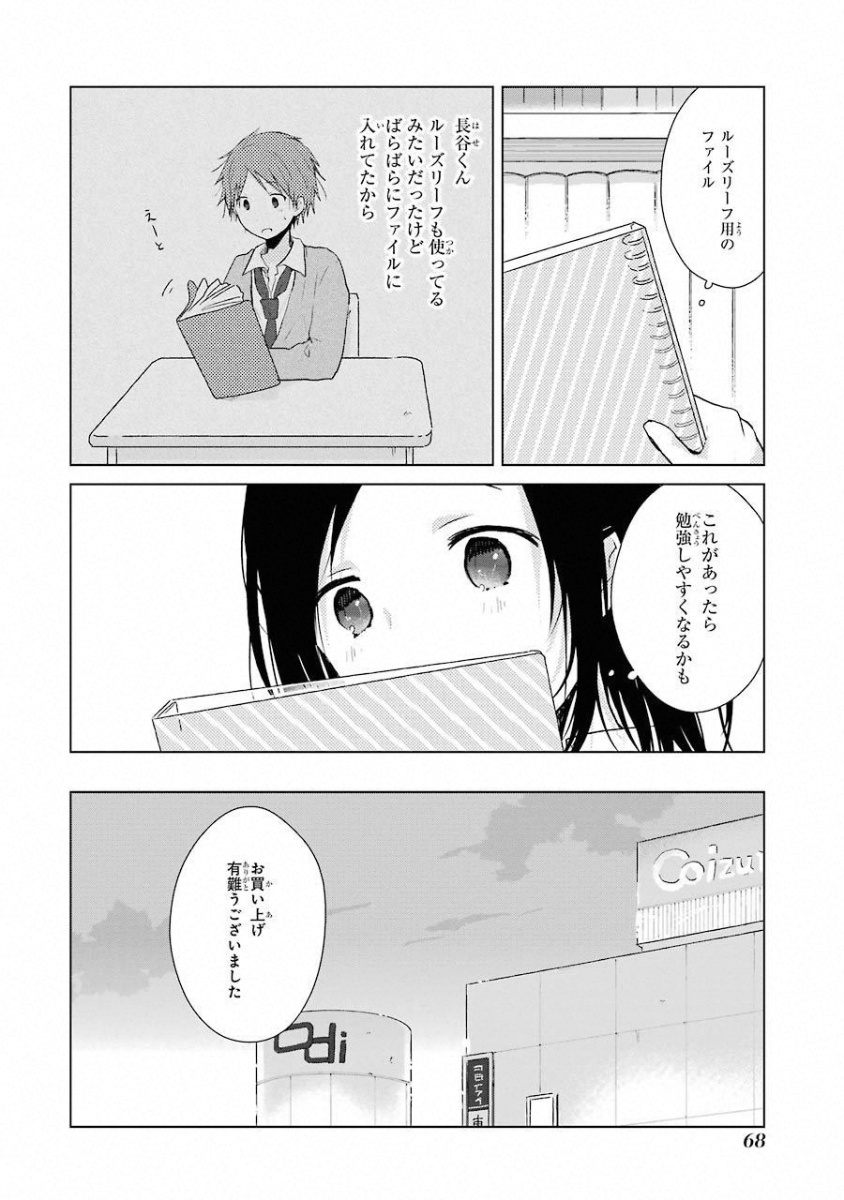 ルーズリーフ用の
ファイル
長谷くん
ルーズリーフも使ってる
みたいだったけど
ばらばらにファイルに
入れてたから
えーと
これがあったら
勉強しやすくなるかも
お買い上げ
有難うございました
Coizu
Odi
68